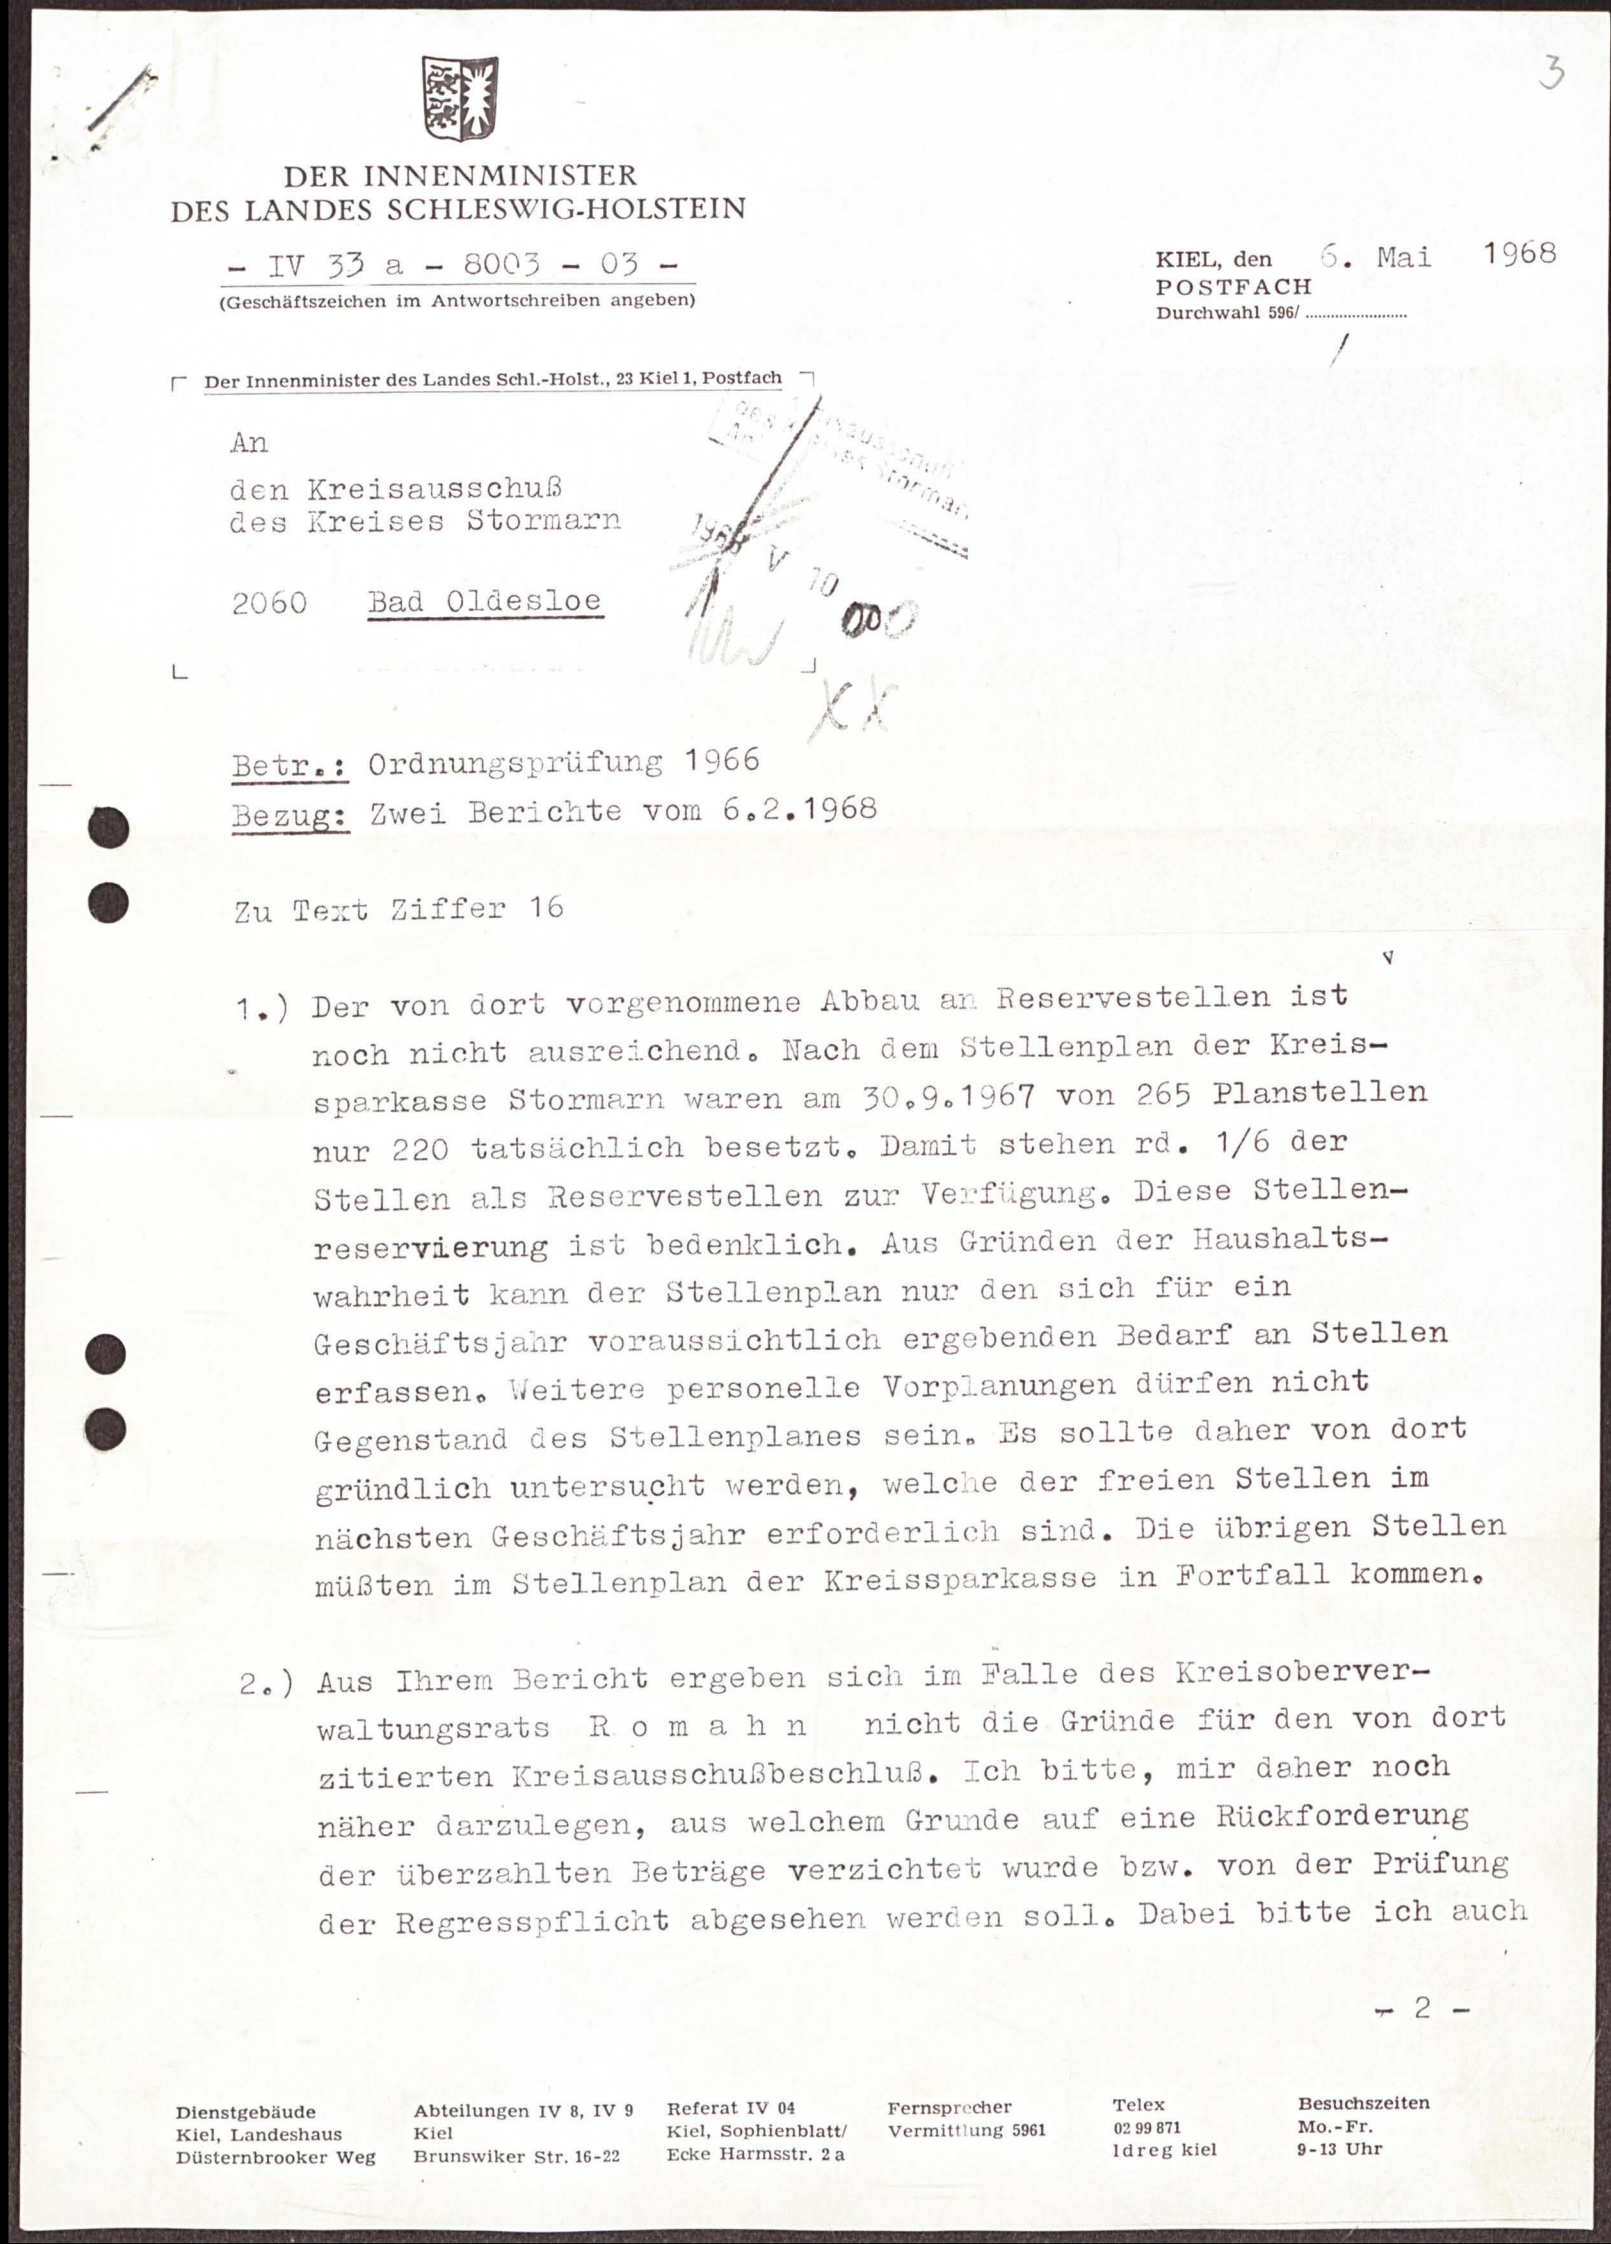 3
DER INNENMINISTER
DES LANDES SCHLESWIG-HOLSTEIN
- IV 33 a - 8003 - 03 -
(Geschäftszeichen im Antwortschreiben angeben)
KIEL, den 6. Mai 1968
POSTFACH
Durchwahl 596/ ........................
Der Innenminister des Landes Schl.-Holst., 23 Kiel 1, Postfach
An
den Kreisausschuß
des Kreises Stormarn
1968 V 10
2060 Bad Oldesloe
XX
Betr.: Ordnungsprüfung 1966
Bezug: Zwei Berichte vom 6.2.1968
Zu Text Ziffer 16
1.) Der von dort vorgenommene Abbau an Reservestellen ist
noch nicht ausreichend. Nach dem Stellenplan der Kreis-
sparkasse Stormarn waren am 30.9.1967 von 265 Planstellen
nur 220 tatsächlich besetzt. Damit stehen rd. 1/6 der
Stellen als Reservestellen zur Verfügung. Diese Stellen-
reservierung ist bedenklich. Aus Gründen der Haushalts-
wahrheit kann der Stellenplan nur den sich für ein
Geschäftsjahr voraussichtlich ergebenden Bedarf an Stellen
erfassen. Weitere personelle Vorplanungen dürfen nicht
Gegenstand des Stellenplanes sein. Es sollte daher von dort
gründlich untersucht werden, welche der freien Stellen im
nächsten Geschäftsjahr erforderlich sind. Die übrigen Stellen
müßten im Stellenplan der Kreissparkasse in Fortfall kommen.
2.) Aus Ihrem Bericht ergeben sich im Falle des Kreisoberver-
waltungsrats R o m a h n nicht die Gründe für den von dort
zitierten Kreisausschußbeschluß. Ich bitte, mir daher noch
näher darzulegen, aus welchem Grunde auf eine Rückforderung
der überzahlten Beträge verzichtet wurde bzw. von der Prüfung
der Regresspflicht abgesehen werden soll. Dabei bitte ich auch
- 2 -
Dienstgebäude
Kiel, Landeshaus
Düsternbrooker Weg
Abteilungen IV 8, IV 9
Kiel
Brunswiker Str. 16-22
Referat IV 04
Kiel, Sophienblatt/
Ecke Harmsstr. 2 a
Fernsprecher
Vermittlung 5961
Telex
02 99 871
ldreg kiel
Besuchszeiten
Mo.-Fr.
9-13 Uhr